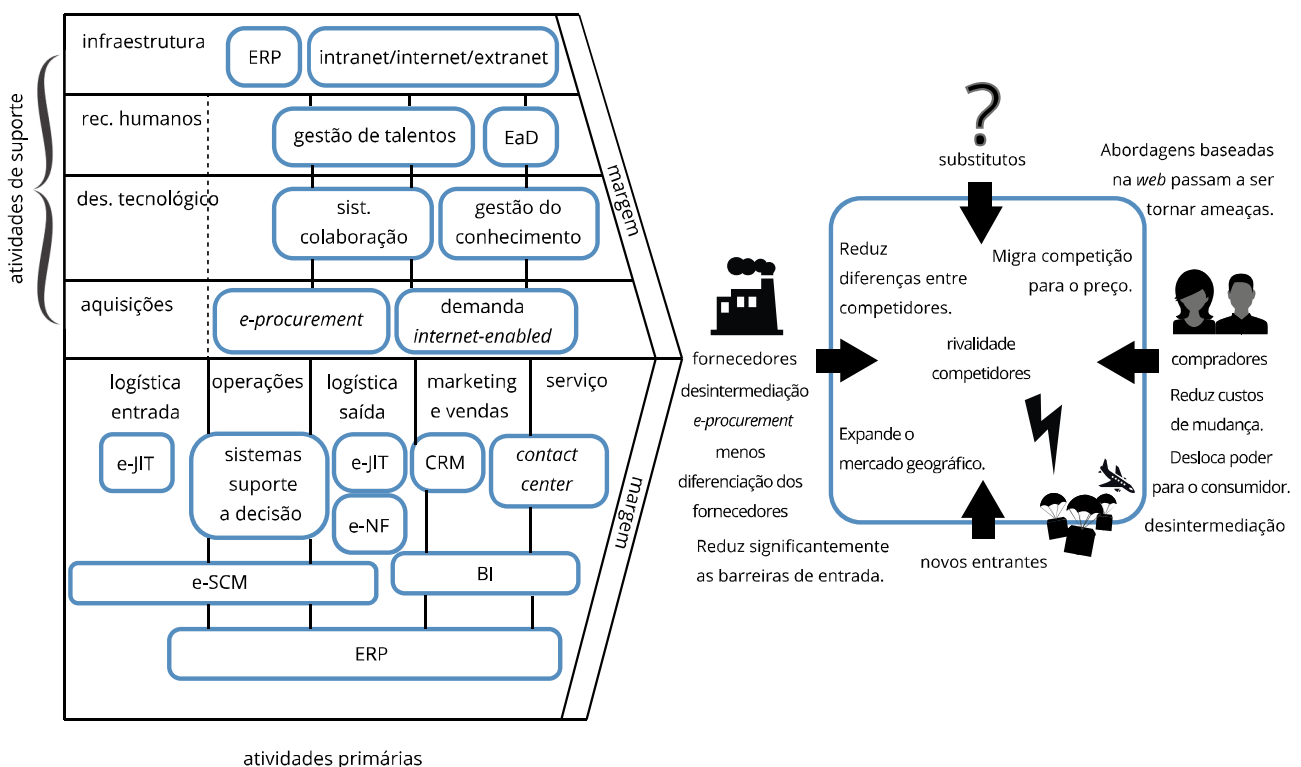 atividades de suporte
infraestrutura
ERP
intranet/internet/extranet
rec. humanos
gestão de talentos
EaD
des. tecnológico
sist.
colaboração
gestão do
conhecimento
aquisições
e-procurement
demanda
internet-enabled
margem
logística
entrada
operações
logística
saída
marketing
e vendas
serviço
e-JIT
sistemas
suporte
a decisão
e-JIT
e-NF
CRM
contact
center
e-SCM
BI
ERP
margem
atividades primárias
?
substitutos
Abordagens baseadas
na web passam a ser
tornar ameaças.
Reduz
diferenças entre
competidores.
Migra competição
para o preço.
rivalidade
competidores
Expande o
mercado geográfico.
fornecedores
desintermediação
e-procurement
menos
diferenciação dos
fornecedores
Reduz significantemente
as barreiras de entrada.
novos entrantes
compradores
Reduz custos
de mudança.
Desloca poder
para o consumidor.
desintermediação